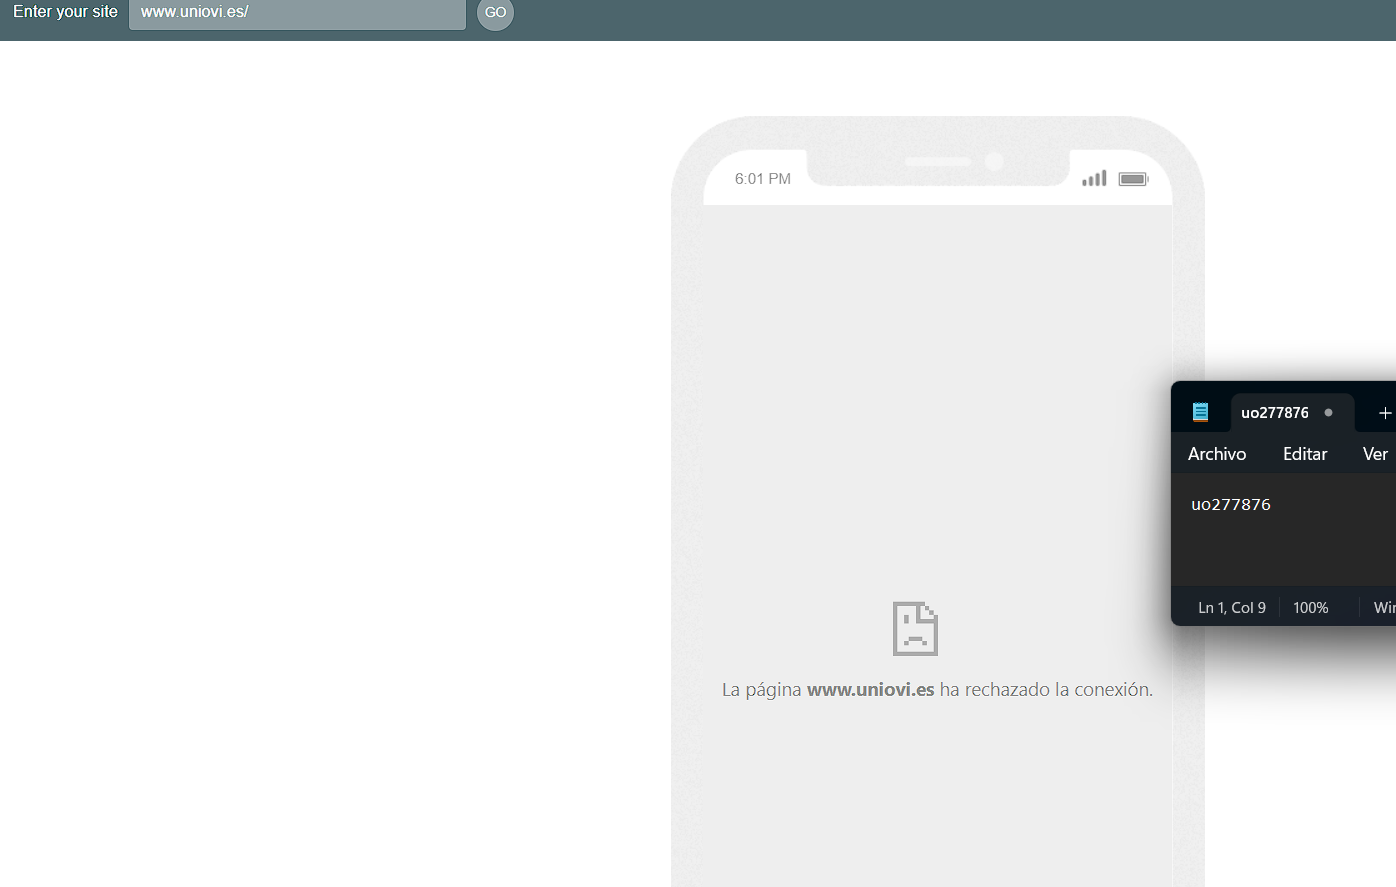 Enter your site www.uniovi.es/ GO
6:01 PM
uo277876
Archivo Editar Ver
uo277876
Ln 1, Col 9 100%
La página www.uniovi.es ha rechazado la conexión.